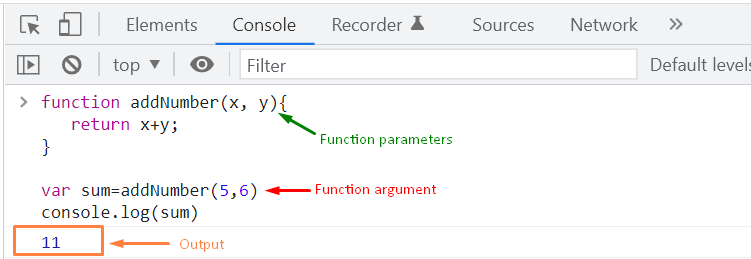 Elements Console Recorder Sources Network »
top ▼ Filter Default levels
> function addNumber(x, y){
return x+y;
Function parameters
}
var sum=addNumber(5,6) Function argument
console.log(sum)
11 Output